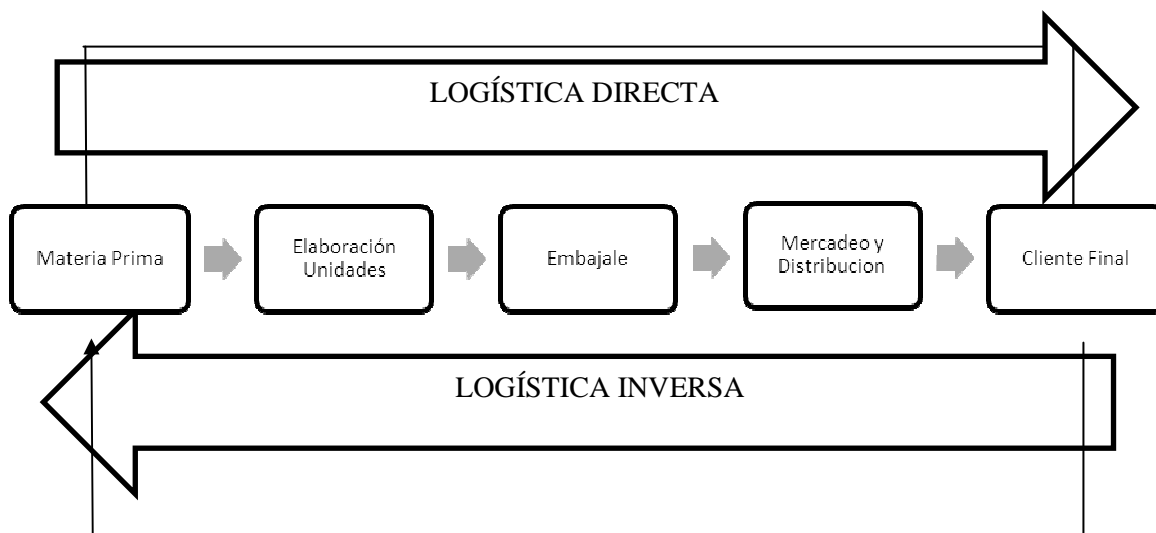 LOGÍSTICA DIRECTA
Materia Prima
Elaboración
Unidades
Embajale
Mercadeo y
Distribucion
Cliente Final
LOGÍSTICA INVERSA